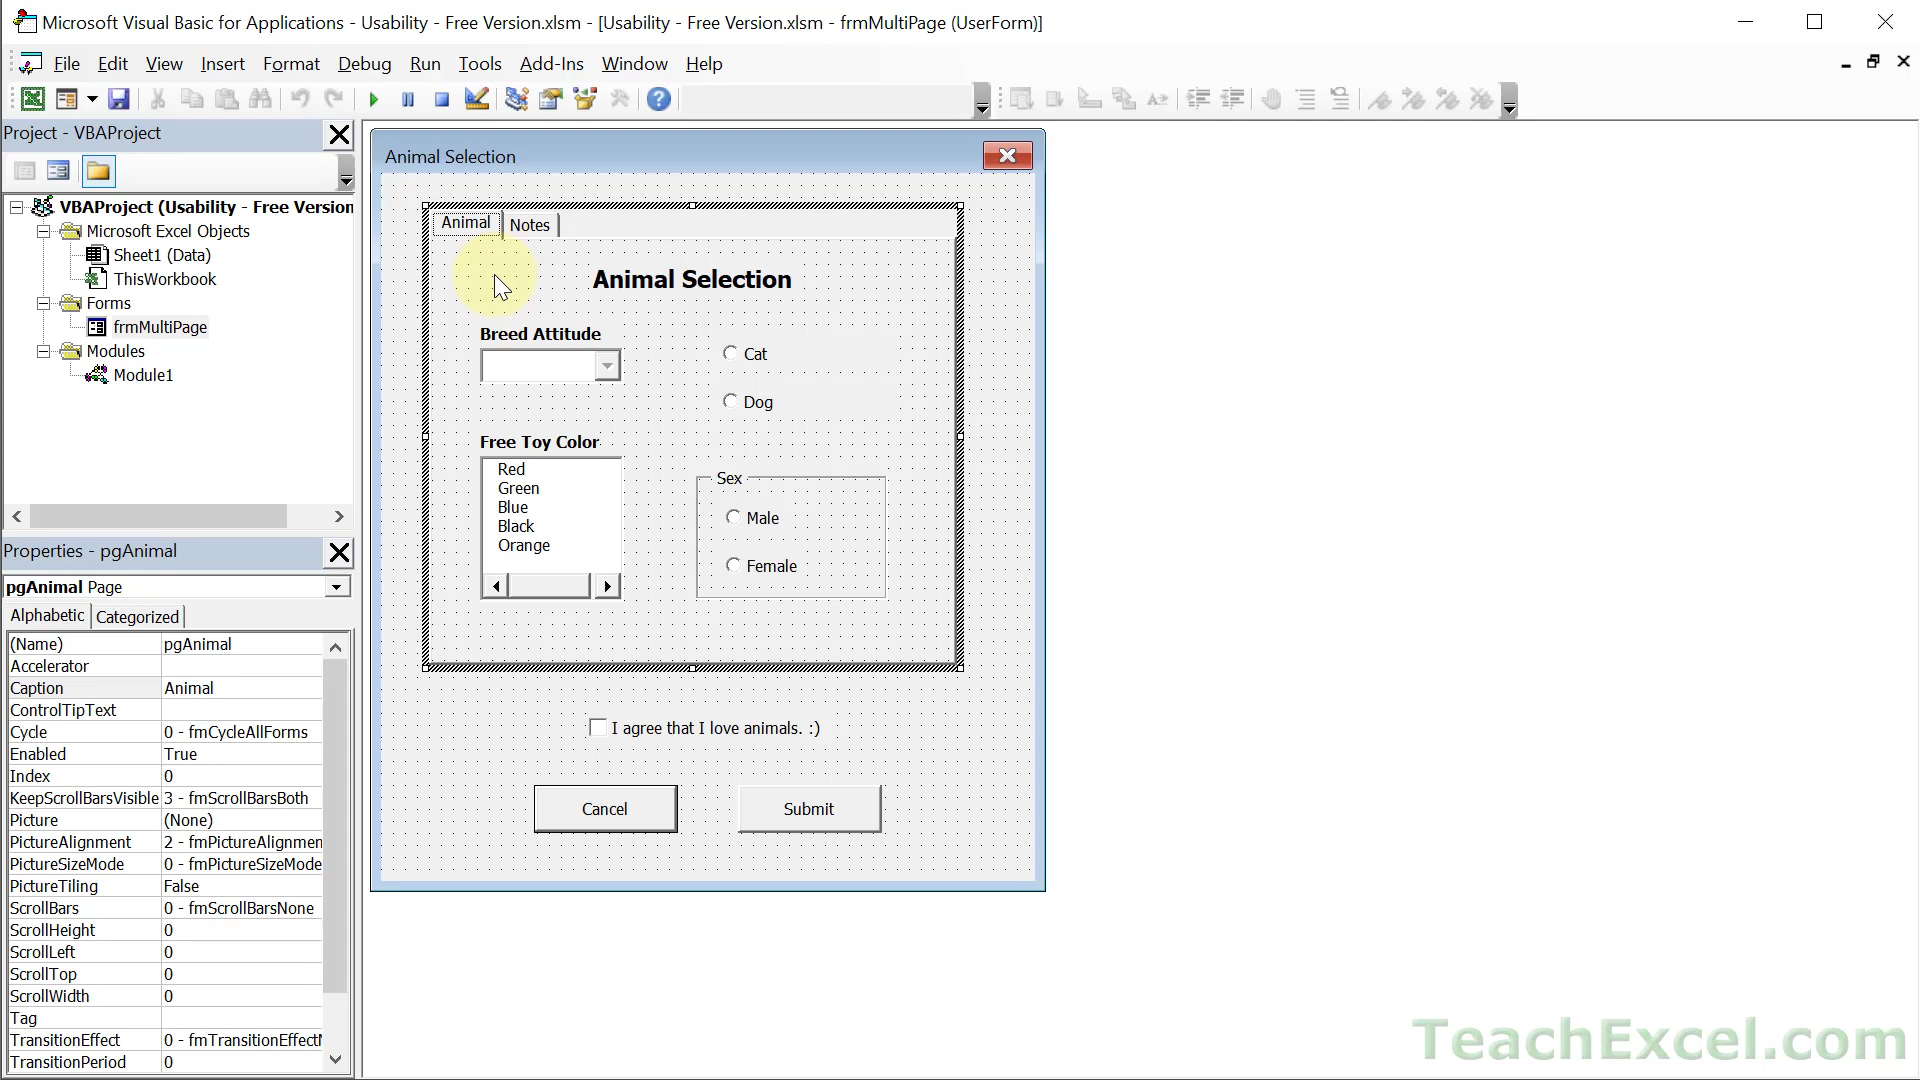 Microsoft Visual Basic for Applications - Usability - Free Version.xlsm - [Usability - Free Version.xlsm - frmMultiPage (UserForm)]
File Edit View Insert Format Debug Run Tools Add-Ins Window Help
Project - VBAProject
VBAProject (Usability - Free Version
Microsoft Excel Objects
Sheet1 (Data)
ThisWorkbook
Forms
frmMultiPage
Modules
Module1
Properties - pgAnimal
pgAnimal Page
Alphabetic Categorized
(Name) pgAnimal
Accelerator
Caption Animal
ControlTipText
Cycle 0 - fmCycleAllForms
Enabled True
Index 0
KeepScrollBarsVisible 3 - fmScrollBarsBoth
Picture (None)
PictureAlignment 2 - fmPictureAlignmen
PictureSizeMode 0 - fmPictureSizeMode
PictureTiling False
ScrollBars 0 - fmScrollBarsNone
ScrollHeight 0
ScrollLeft 0
ScrollTop 0
ScrollWidth 0
Tag
TransitionEffect 0 - fmTransitionEffectN
TransitionPeriod 0
Animal Selection
Animal Notes
Animal Selection
Breed Attitude
Cat
Dog
Free Toy Color
Red
Green
Blue
Black
Orange
Sex
Male
Female
I agree that I love animals. :)
Cancel Submit
TeachExcel.com